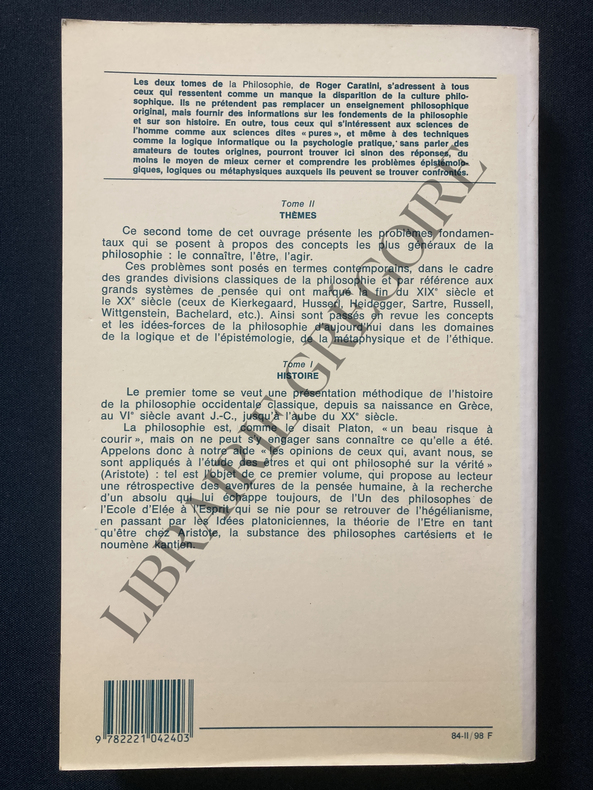 Les deux tomes de la Philosophie, de Roger Caratini, s'adressent à tous
ceux qui ressentent comme un manque la disparition de la culture philo-
sophique. Ils ne prétendent pas remplacer un enseignement philosophique
original, mais fournir des informations sur les fondements de la philosophie
et sur son histoire. En outre, tous ceux qui s'intéressent aux sciences de
l'homme comme aux sciences dites « pures », et même à des techniques
comme la logique informatique ou la psychologie pratique, sans parler des
amateurs de toutes origines, pourront trouver ici sinon des réponses, du
moins le moyen de mieux cerner et comprendre les problèmes épistémolo-
giques, logiques ou métaphysiques auxquels ils peuvent se trouver confrontés.
Tome II
THÈMES
Ce second tome de cet ouvrage présente les problèmes fondamen-
taux qui se posent à propos des concepts les plus généraux de la
philosophie : le connaître, l'être, l'agir.
Ces problèmes sont posés en termes contemporains, dans le cadre
des grandes divisions classiques de la philosophie et par référence aux
grands systèmes de pensée qui ont marqué la fin du XIXe siècle et
le XXe siècle (ceux de Kierkegaard, Husserl, Heidegger, Sartre, Russell,
Wittgenstein, Bachelard, etc.). Ainsi sont passés en revue les concepts
et les idées-forces de la philosophie aujourd'hui dans les domaines
de la logique et de l'épistémologie, de la métaphysique et de l'éthique.
Tome I
HISTOIRE
Le premier tome se veut une présentation méthodique de l'histoire
de la philosophie occidentale classique, depuis sa naissance en Grèce,
au VIe siècle avant J.-C., jusqu'à l'aube du XXe siècle.
La philosophie est, comme le disait Platon, « un beau risque à
courir », mais on ne peut s'y engager sans connaître ce qu'elle a été.
Appelons donc à notre aide « les opinions de ceux qui, avant nous, se
sont appliqués à l'étude des êtres et qui ont philosophé sur la vérité »
(Aristote) : tel est l'objet de ce premier volume, qui propose au lecteur
une rétrospective des aventures de la pensée humaine, à la recherche
d'un absolu qui lui échappe toujours, de l'Un des philosophes de
l'Ecole d'Elée à l'Esprit qui se nie pour se retrouver de l'hégélianisme,
en passant par les Idées platoniciennes, la théorie de l'Etre en tant
qu'être chez Aristote, la substance des philosophes cartésiens et le
noumène kantien.
LIBRAIRIE GRÉGOIRE
9 782221 042403
84-II/98 F